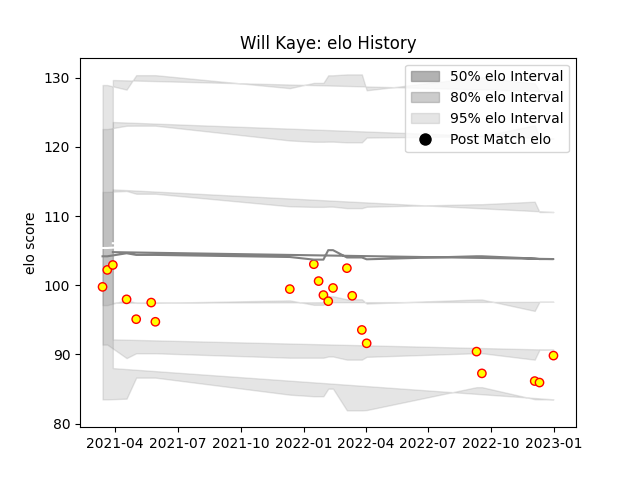 Will Kaye: elo History
50% elo Interval
80% elo Interval
95% elo Interval
Post Match elo
elo score
130
120
110
100
90
80
2021-04 2021-07 2021-10 2022-01 2022-04 2022-07 2022-10 2023-01